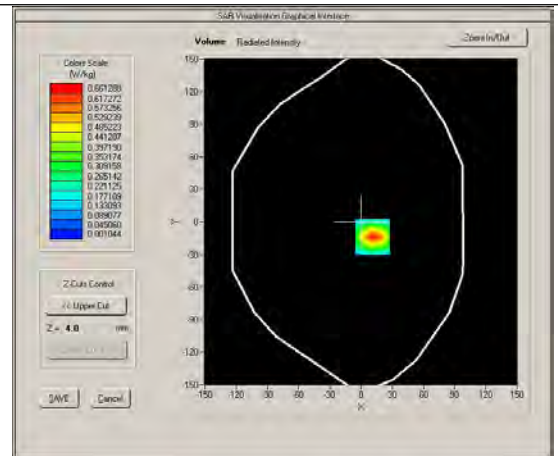 SAR Visualisation Graphical Interface
Volume Radiated Intensity
Zoom In/Out
Colors Scale
(W/kg)
0.661288
0.617272
0.573256
0.529239
0.485223
0.441207
0.397190
0.353174
0.309158
0.265142
0.221125
0.177109
0.133093
0.089077
0.045060
0.001044
Z-Cuts Control
<< Upper Cut
Z = 4.0 mm
SAVE
Cancel
150
120
90
60
30
0
-30
-60
-90
-120
-150
Y
-150 -120 -90 -60 -30 0 30 60 90 120 150
X